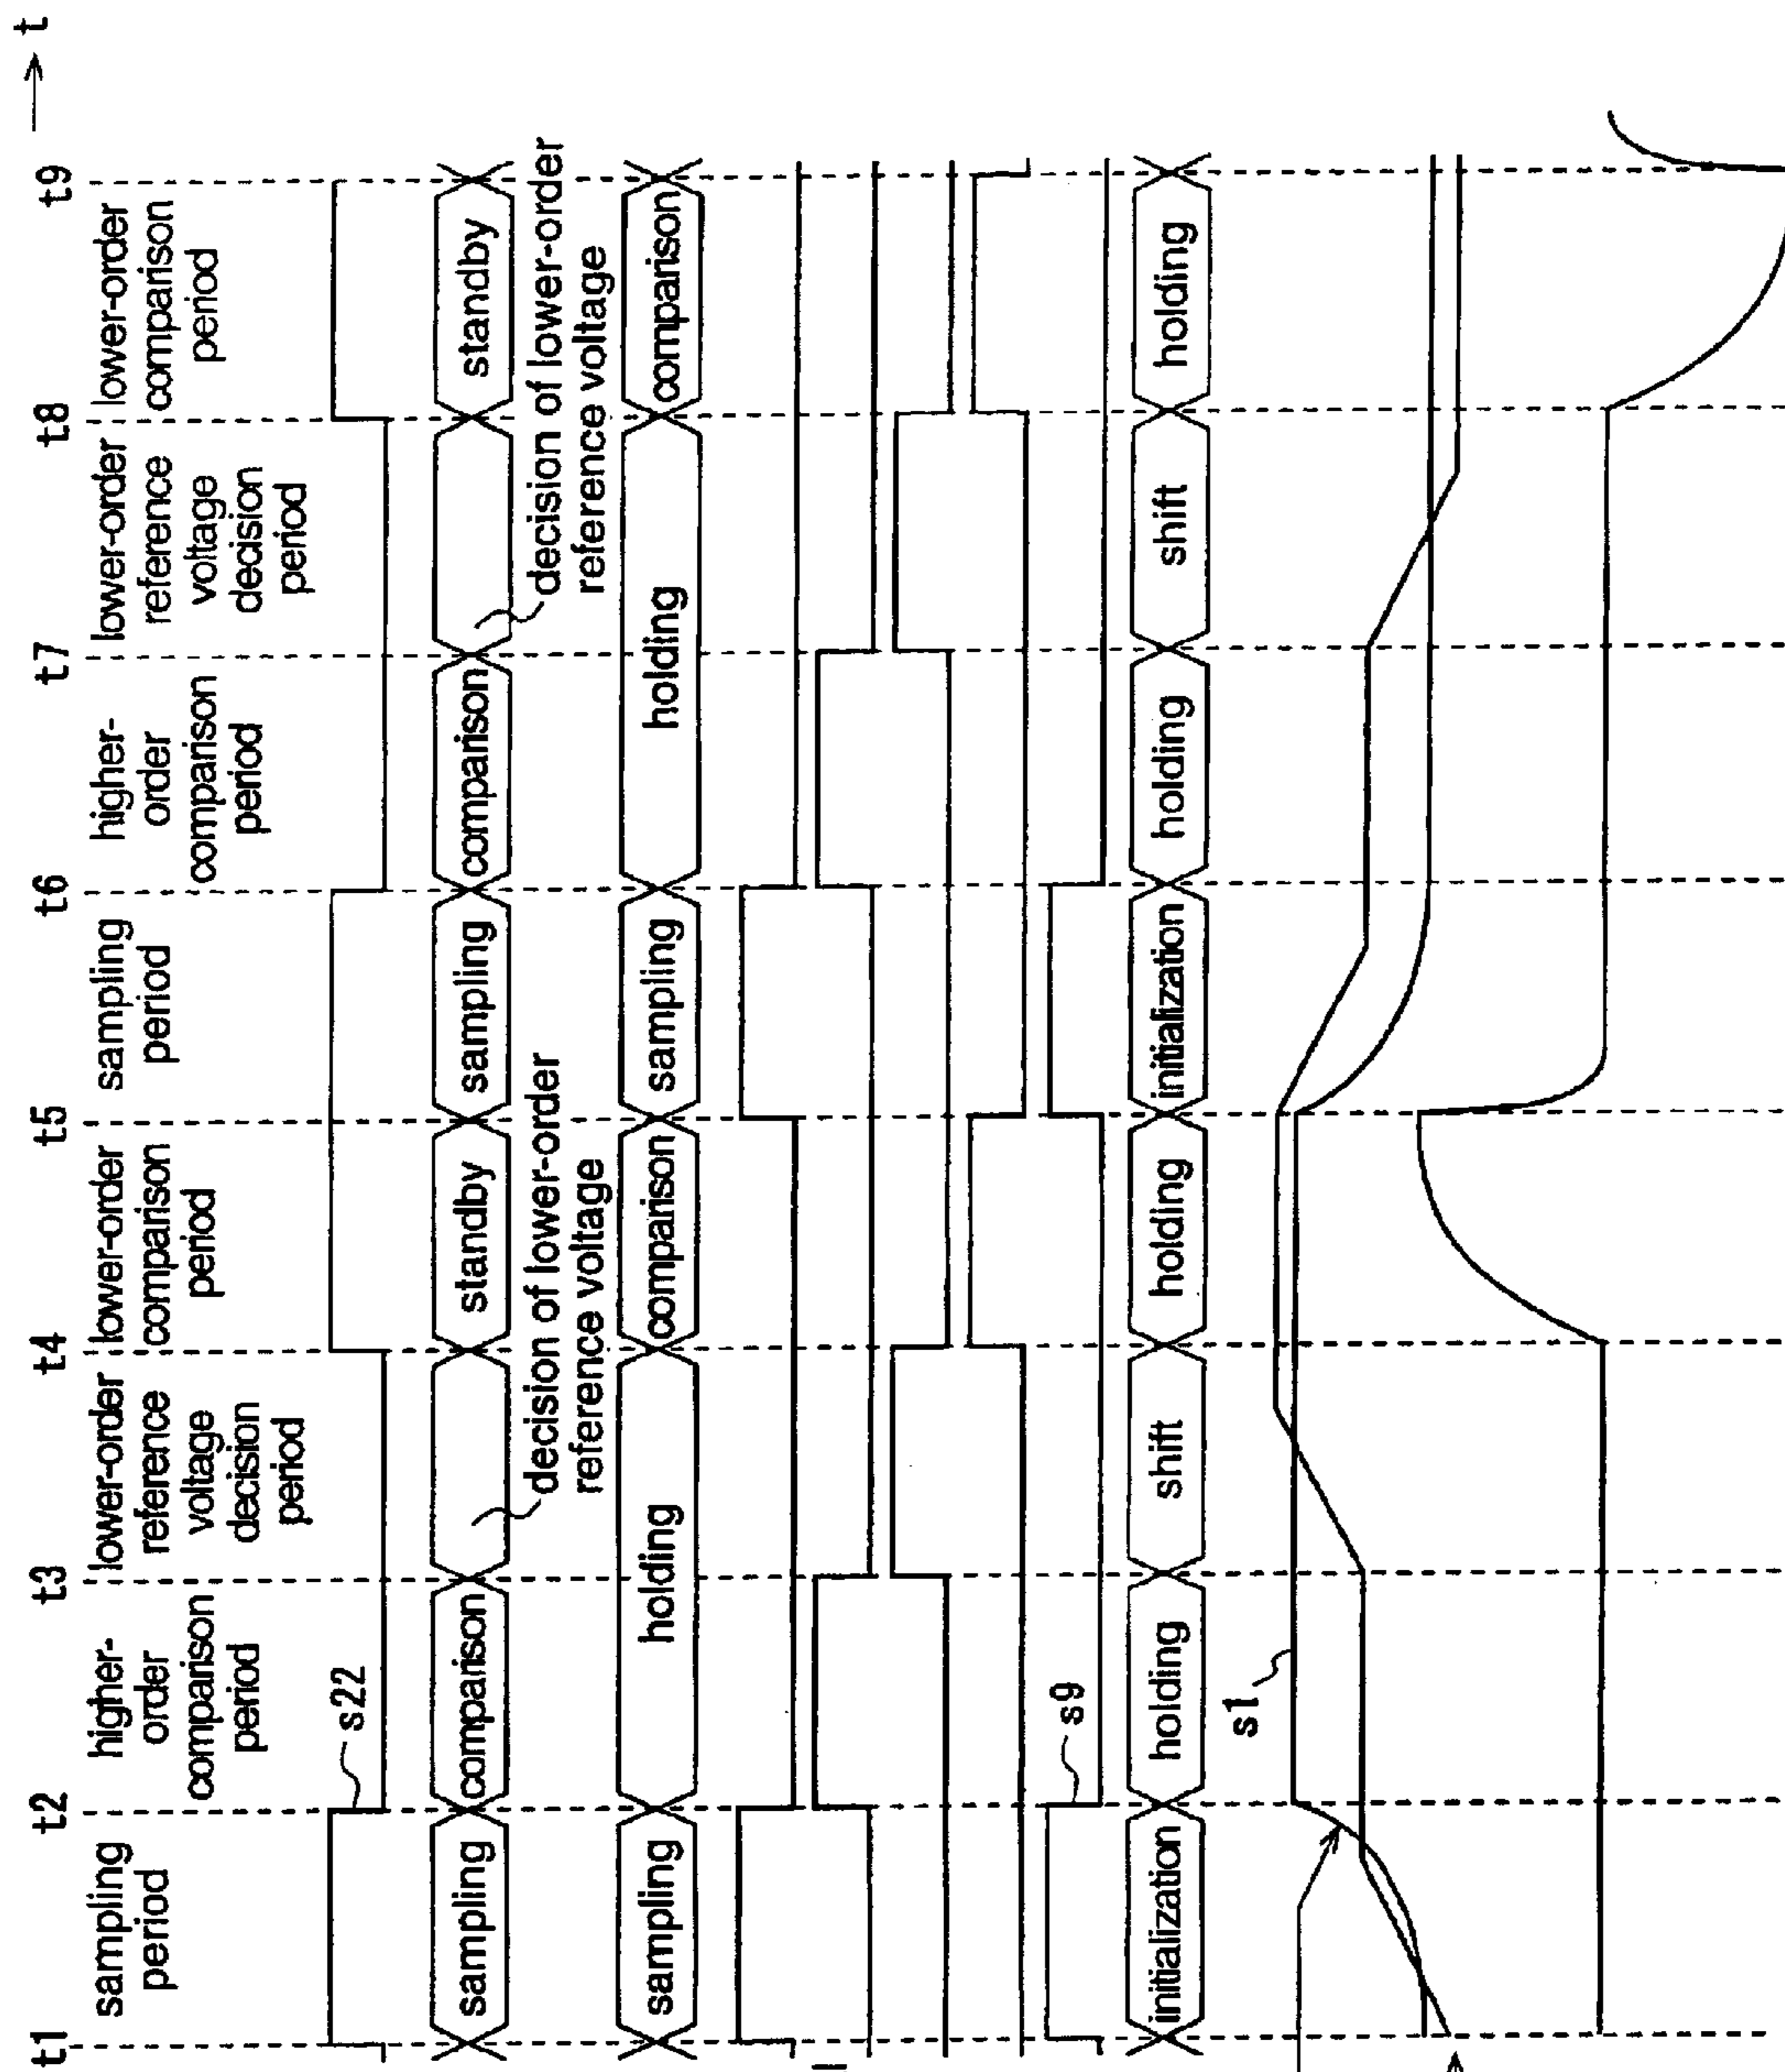 t
t1
t2
t3
t4
t5
t6
t7
t8
t9
sampling
period
higher-
order
comparison
period
lower-order
reference
voltage
decision
period
lower-order
comparison
period
sampling
period
higher-
order
comparison
period
lower-order
reference
voltage
decision
period
lower-order
comparison
period
s22
sampling
comparison
standby
sampling
comparison
standby
decision of lower-order
reference voltage
decision of lower-order
reference voltage
sampling
holding
comparison
sampling
holding
comparison
s9
initialization
holding
shift
holding
initialization
holding
shift
holding
s1